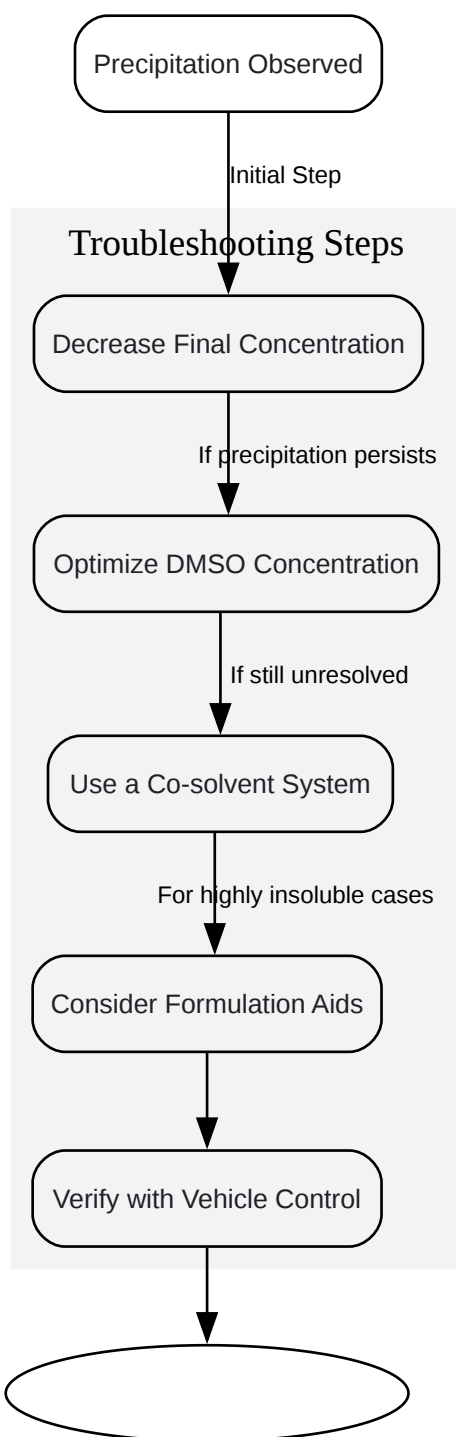 Precipitation Observed
Initial Step
Troubleshooting Steps
Decrease Final Concentration
If precipitation persists
Optimize DMSO Concentration
If still unresolved
Use a Co-solvent System
For highly insoluble cases
Consider Formulation Aids
Verify with Vehicle Control